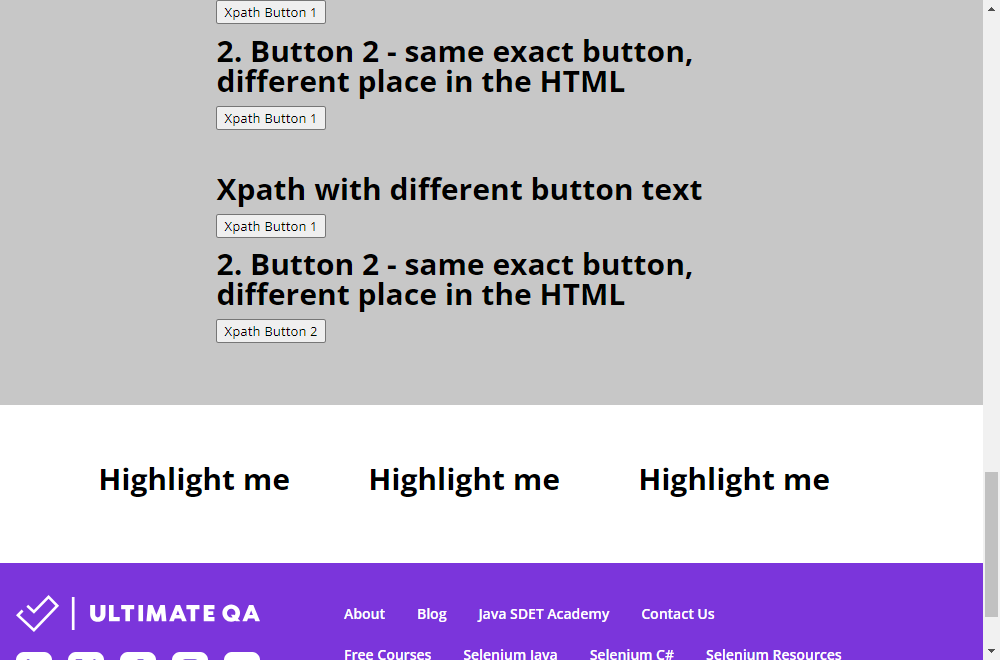 Xpath Button 1
2. Button 2 - same exact button,
different place in the HTML
Xpath Button 1
Xpath with different button text
Xpath Button 1
2. Button 2 - same exact button,
different place in the HTML
Xpath Button 2
Highlight me Highlight me Highlight me
ULTIMATE QA
About Blog Java SDET Academy Contact Us
Free Courses Selenium Java Selenium C# Selenium Resources